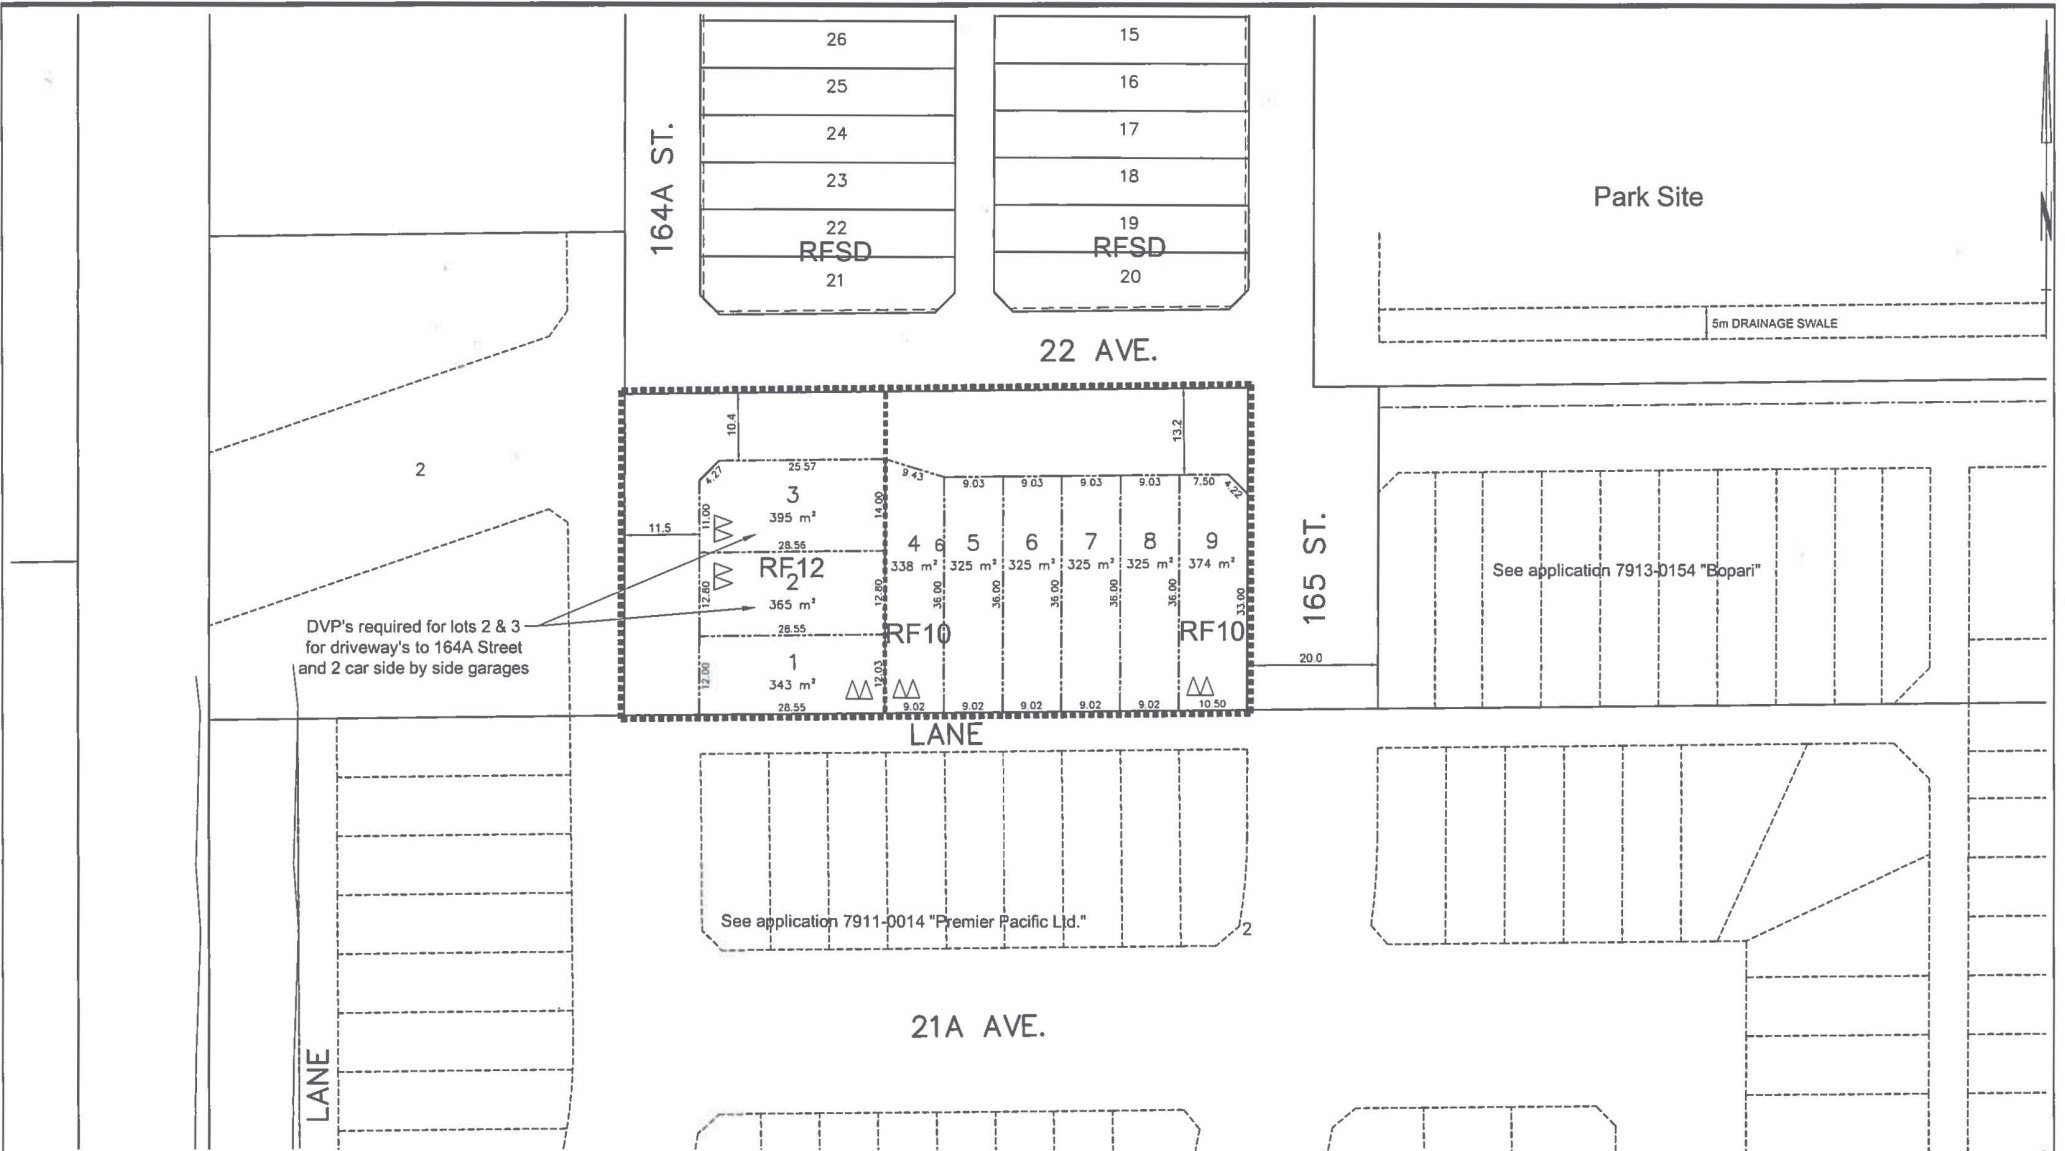 26
25
24
23
22
RFSD
21
15
16
17
18
19
RFSD
20
164A ST.
Park Site
N
5m DRAINAGE SWALE
22 AVE.
10.4
13.2
4.27
25.57
9.43
9.03
9.03
9.03
9.03
7.50
4.22
2
3
395 m²
11.00
14.00
11.5
28.56
RF12
2
365 m²
12.80
12.80
28.55
1
343 m²
12.00
12.03
28.55
4
338 m²
6
5
325 m²
6
325 m²
7
325 m²
8
325 m²
9
374 m²
36.00
36.00
36.00
36.00
36.00
33.00
RF10
RF10
9.02
9.02
9.02
9.02
9.02
10.50
165 ST.
20.0
See application 7913-0154 "Bopari"
DVP's required for lots 2 & 3
for driveway's to 164A Street
and 2 car side by side garages
LANE
See application 7911-0014 "Premier Pacific Ltd."
2
21A AVE.
LANE